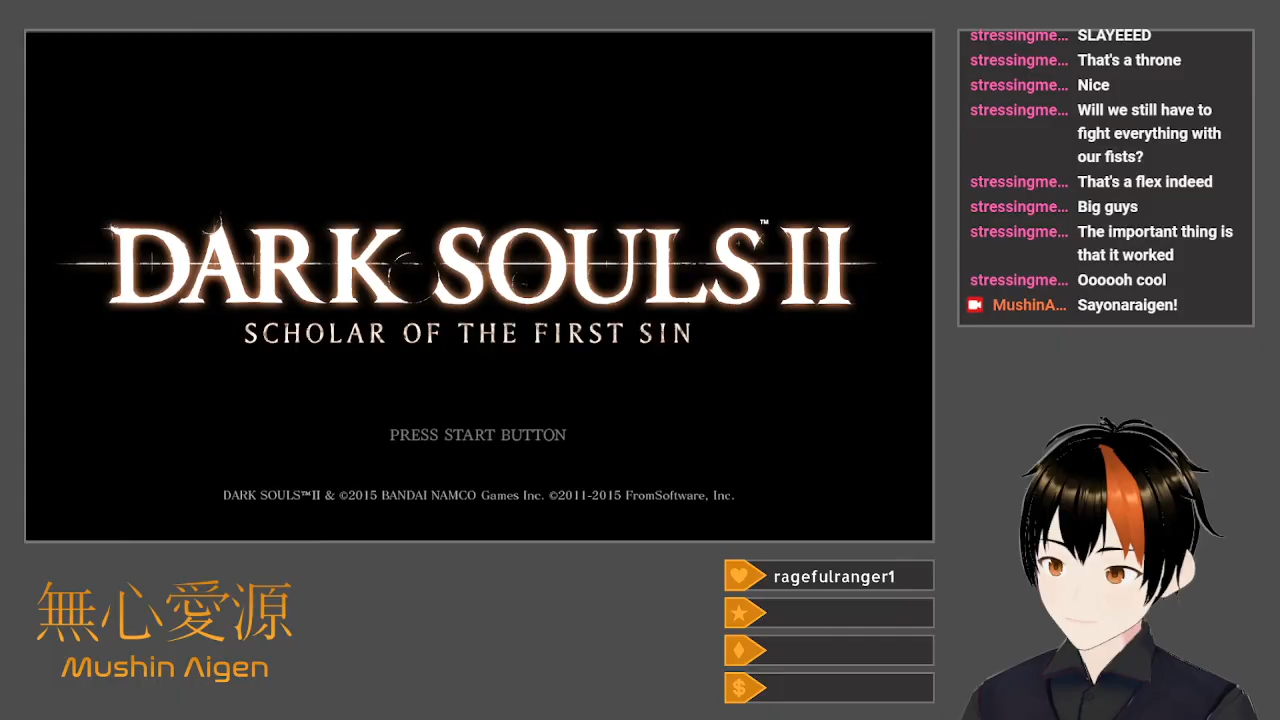 DARK SOULS™ II
SCHOLAR OF THE FIRST SIN
PRESS START BUTTON
DARK SOULS™II & ©2015 BANDAI NAMCO Games Inc. ©2011-2015 FromSoftware, Inc.
stressingme... SLAYEEED
stressingme... That's a throne
stressingme... Nice
stressingme... Will we still have to
fight everything with
our fists?
stressingme... That's a flex indeed
stressingme... Big guys
stressingme... The important thing is
that it worked
stressingme... Oooooh cool
MushinA... Sayonaraigen!
無心愛源
Mushin Aigen
ragefulranger1
$